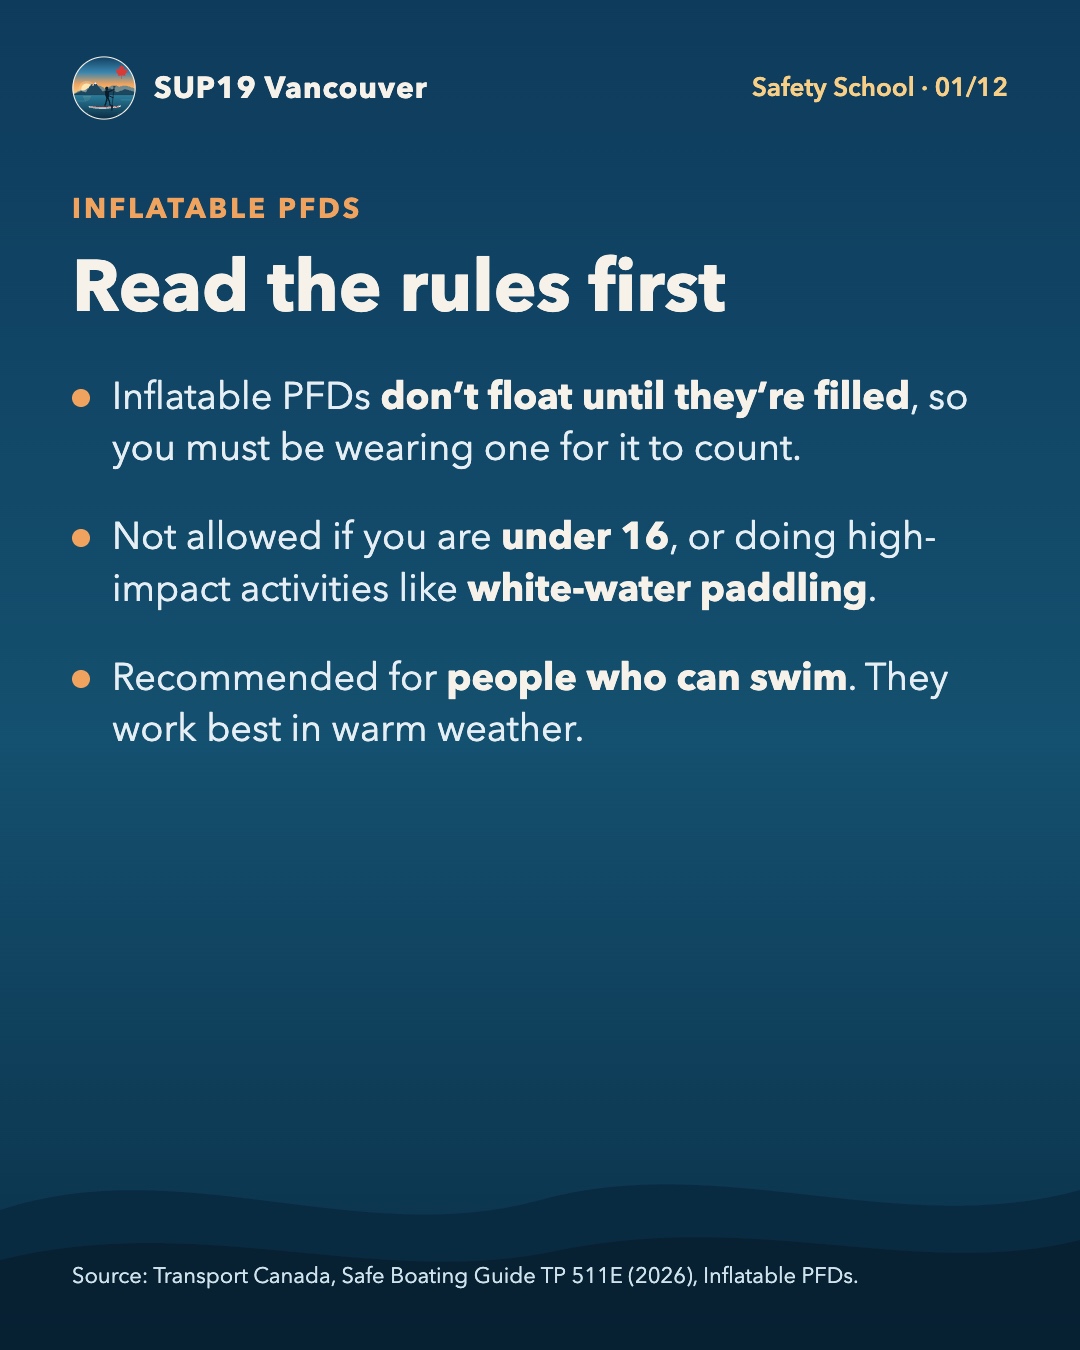 SUP19 Vancouver
Safety School · 01/12
INFLATABLE PFDS
Read the rules first
Inflatable PFDs don’t float until they’re filled, so
you must be wearing one for it to count.
Not allowed if you are under 16, or doing high-
impact activities like white-water paddling.
Recommended for people who can swim. They
work best in warm weather.
Source: Transport Canada, Safe Boating Guide TP 511E (2026), Inflatable PFDs.